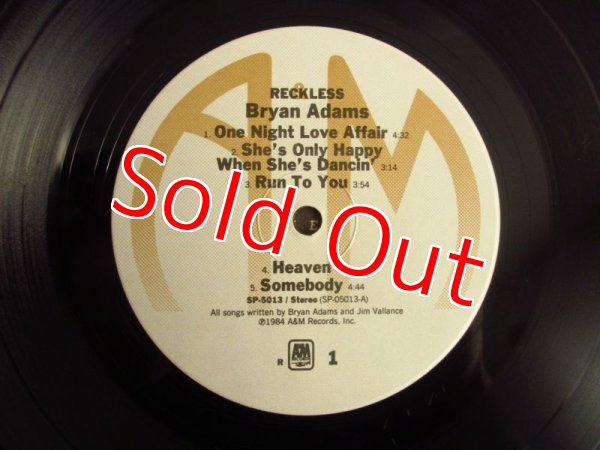 RECKLESS
Bryan Adams
1. One Night Love Affair 4:32
2. She's Only Happy
When She's Dancin' 3:14
3. Run To You 3:54
Sold Out
4. Heaven
5. Somebody 4:44
SP-5013 / Stereo (SP-05013-A)
All songs written by Bryan Adams and Jim Vallance
℗1984 A&M Records, Inc.
R A&M RECORDS 1